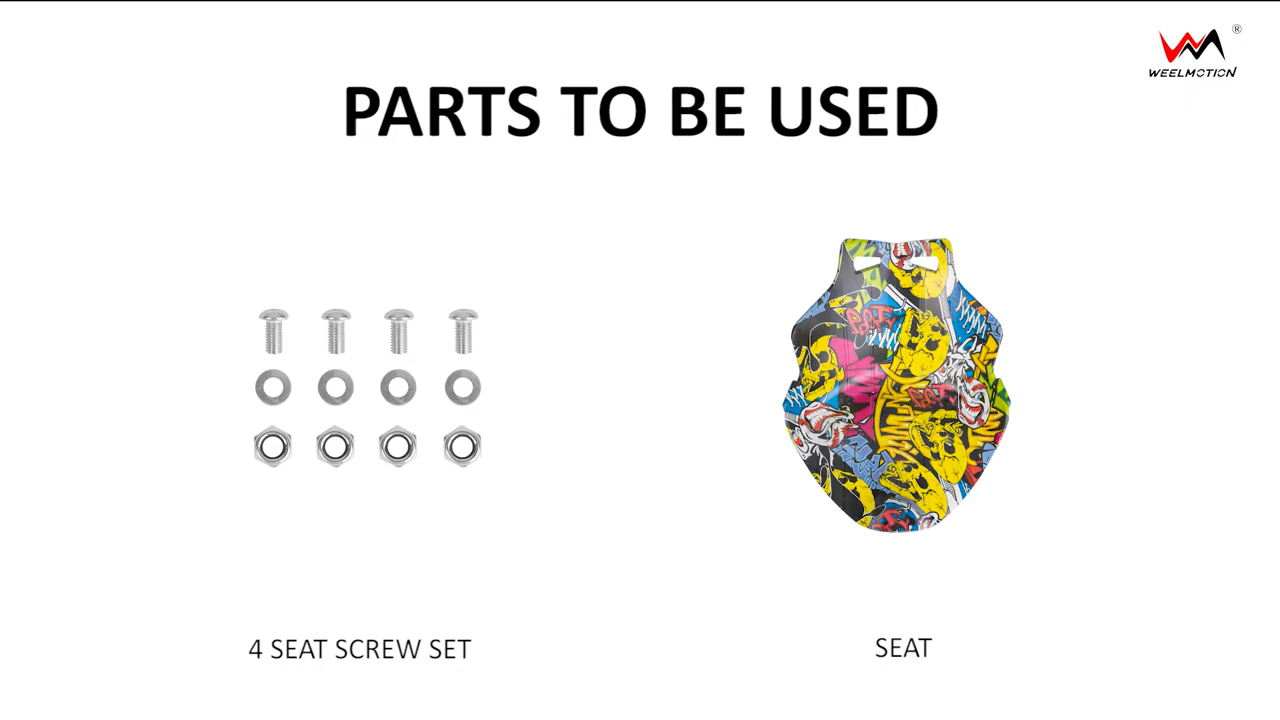 WEELMOTION
®
PARTS TO BE USED
4 SEAT SCREW SET
SEAT